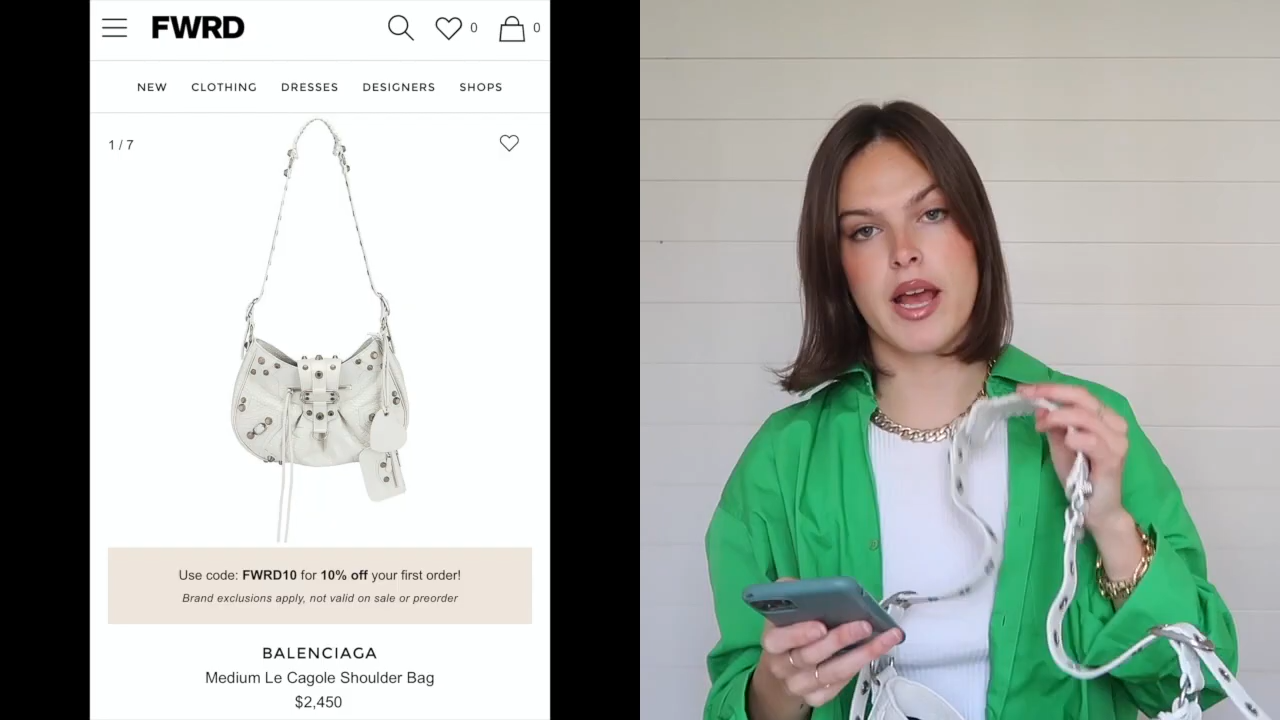 FWRD
0
0
NEW CLOTHING DRESSES DESIGNERS SHOPS
1 / 7
Use code: FWRD10 for 10% off your first order!
Brand exclusions apply, not valid on sale or preorder
BALENCIAGA
Medium Le Cagole Shoulder Bag
$2,450